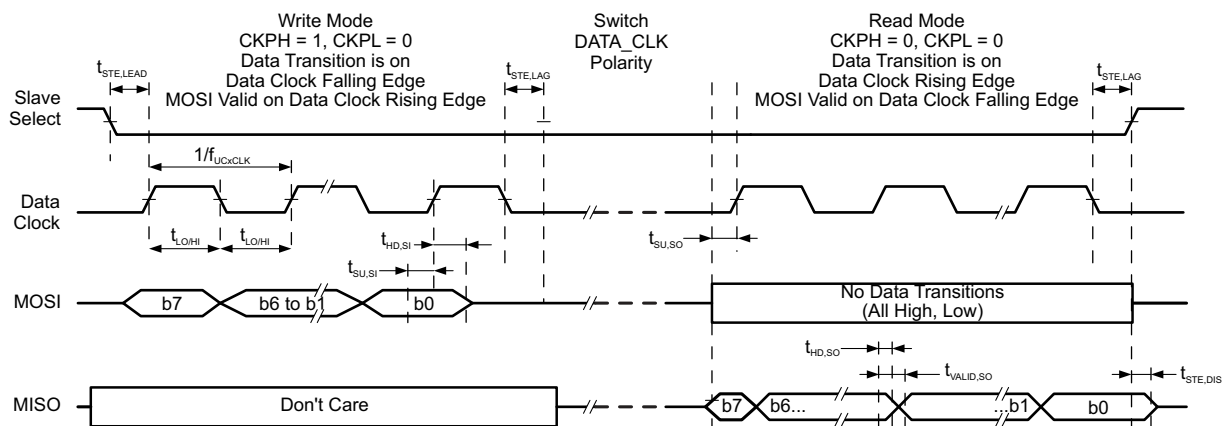 Write Mode
CKPH = 1, CKPL = 0
Data Transition is on
Data Clock Falling Edge
MOSI Valid on Data Clock Rising Edge
Switch
DATA_CLK
Polarity
Read Mode
CKPH = 0, CKPL = 0
Data Transition is on
Data Clock Rising Edge
MOSI Valid on Data Clock Falling Edge
tSTE,LEAD
tSTE,LAG
tSTE,LAG
Slave
Select
1/fUCxCLK
Data
Clock
tLO/HI
tLO/HI
tHD,SI
tSU,SI
tSU,SO
MOSI
b7
b6 to b1
b0
No Data Transitions
(All High, Low)
tHD,SO
tVALID,SO
tSTE,DIS
MISO
Don't Care
b7
b6...
...b1
b0